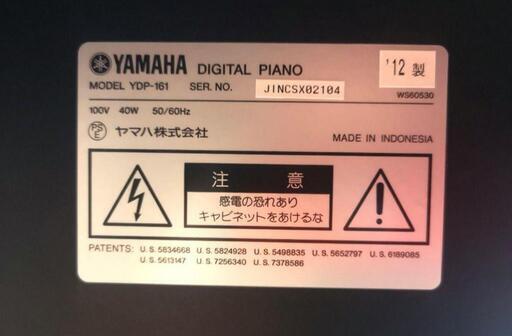 YAMAHA DIGITAL PIANO
'12 製
MODEL YDP-161 SER. NO. JINCSX02104
WS60530
100V 40W 50/60Hz
PSE ヤマハ株式会社
MADE IN INDONESIA
注 意
感電の恐れあり
キャビネットをあけるな
PATENTS: U.S. 5834668 U.S. 5824928 U.S. 5498835 U.S. 5652797 U.S. 6189085
U.S. 5613147 U.S. 7256340 U.S. 7378586